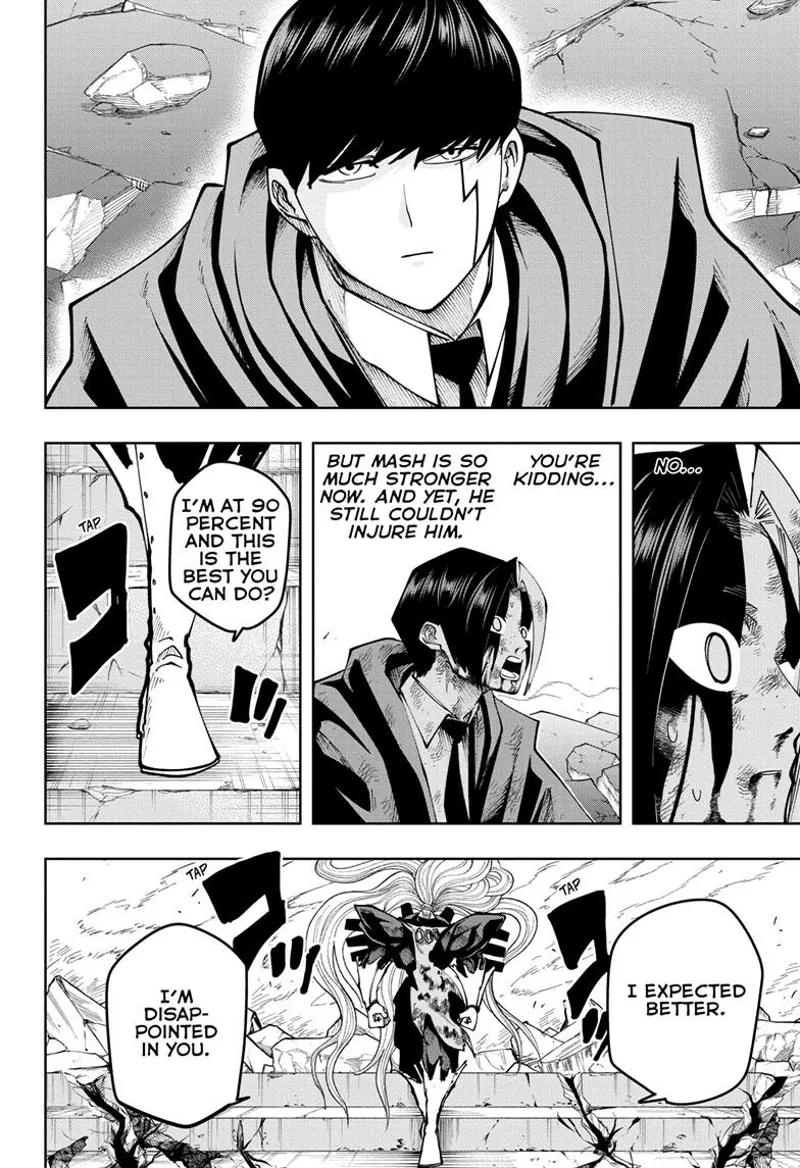 NO...
YOU'RE
KIDDING...
BUT MASH IS SO
MUCH STRONGER
NOW. AND YET, HE
STILL COULDN'T
INJURE HIM.
I'M AT 90
PERCENT
AND THIS
IS THE
BEST YOU
CAN DO?
TAP
TAP
I EXPECTED
BETTER.
TAP
TAP
I'M
DISAP-
POINTED
IN YOU.